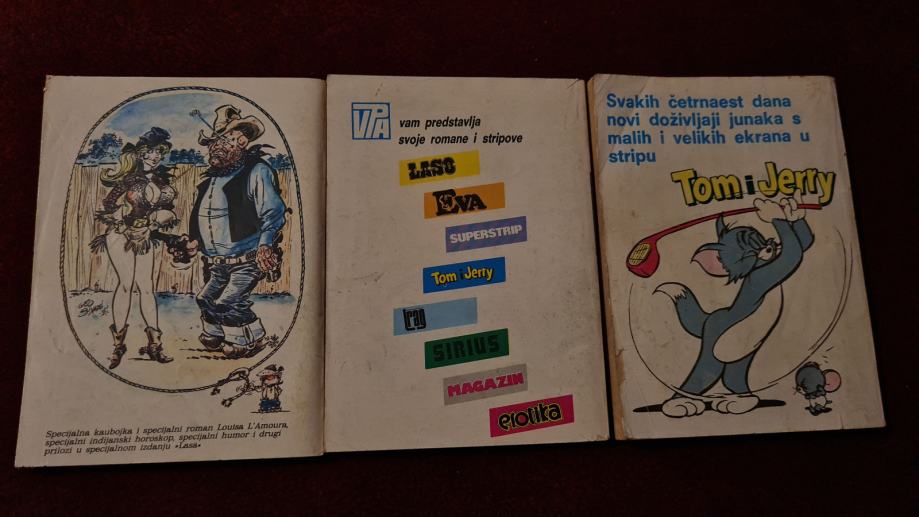 Specijalna kaubojka i specijalni roman Louisa L'Amoura,
specijalni indijanski horoskop, specijalni humor i drugi
prilozi u specijalnom izdanju »Lasa«
VPA
vam predstavlja
svoje romane i stripove
LASO
EVA
SUPERSTRIP
Tom i Jerry
trag
SIRIUS
MAGAZIN
erotika
Svakih četrnaest dana
novi doživljaji junaka s
malih i velikih ekrana u
stripu
Tom i Jerry